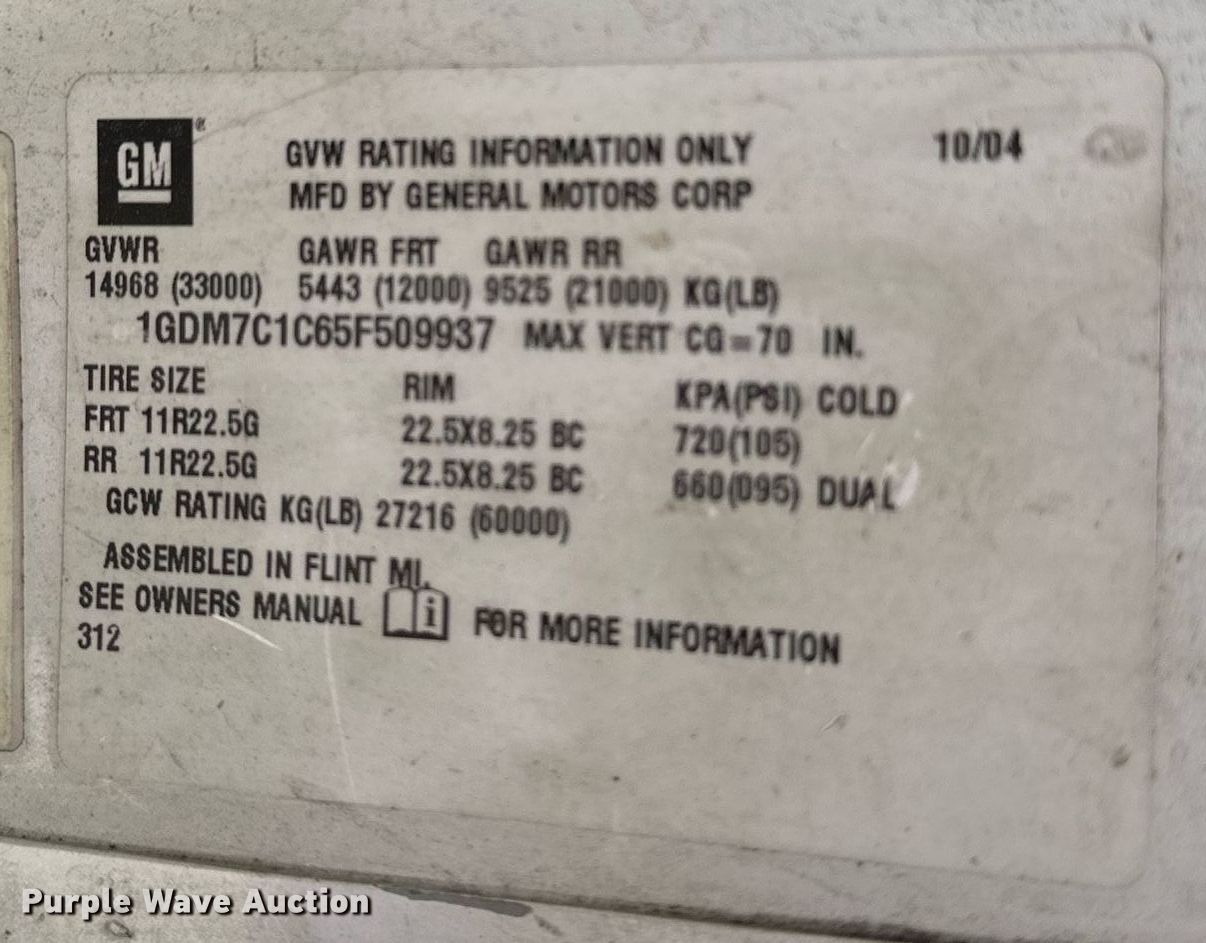 GM ®
GVW RATING INFORMATION ONLY 10/04
MFD BY GENERAL MOTORS CORP
GVWR GAWR FRT GAWR RR
14968 (33000) 5443 (12000) 9525 (21000) KG(LB)
1GDM7C1C65F509937 MAX VERT CG=70 IN.
TIRE SIZE RIM KPA(PSI) COLD
FRT 11R22.5G 22.5X8.25 BC 720(105)
RR 11R22.5G 22.5X8.25 BC 660(095) DUAL
GCW RATING KG(LB) 27216 (60000)
ASSEMBLED IN FLINT MI.
SEE OWNERS MANUAL i FOR MORE INFORMATION
312
Purple Wave Auction